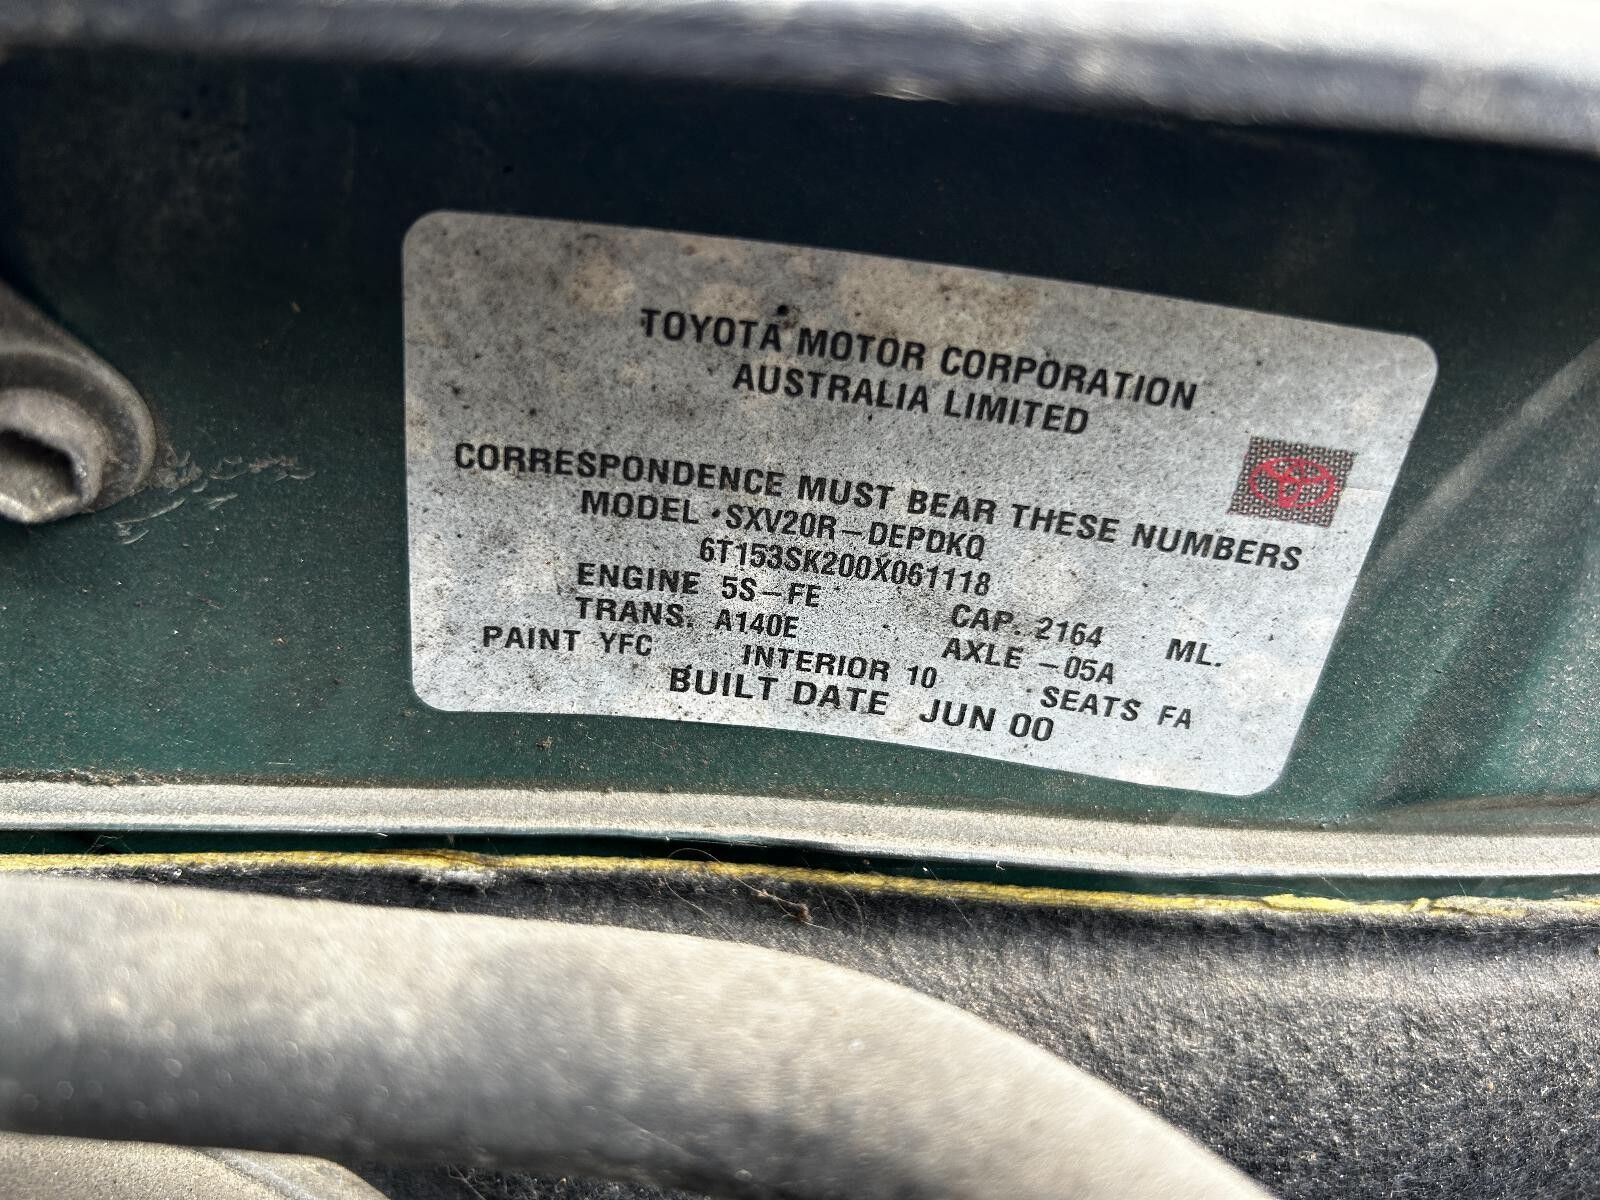 TOYOTA MOTOR CORPORATION
AUSTRALIA LIMITED
CORRESPONDENCE MUST BEAR THESE NUMBERS
MODEL ·SXV20R-DEPDKQ
6T153SK200X061118
ENGINE 5S-FE CAP. 2164 ML.
TRANS. A140E AXLE -05A
PAINT YFC INTERIOR 10 SEATS FA
BUILT DATE JUN 00